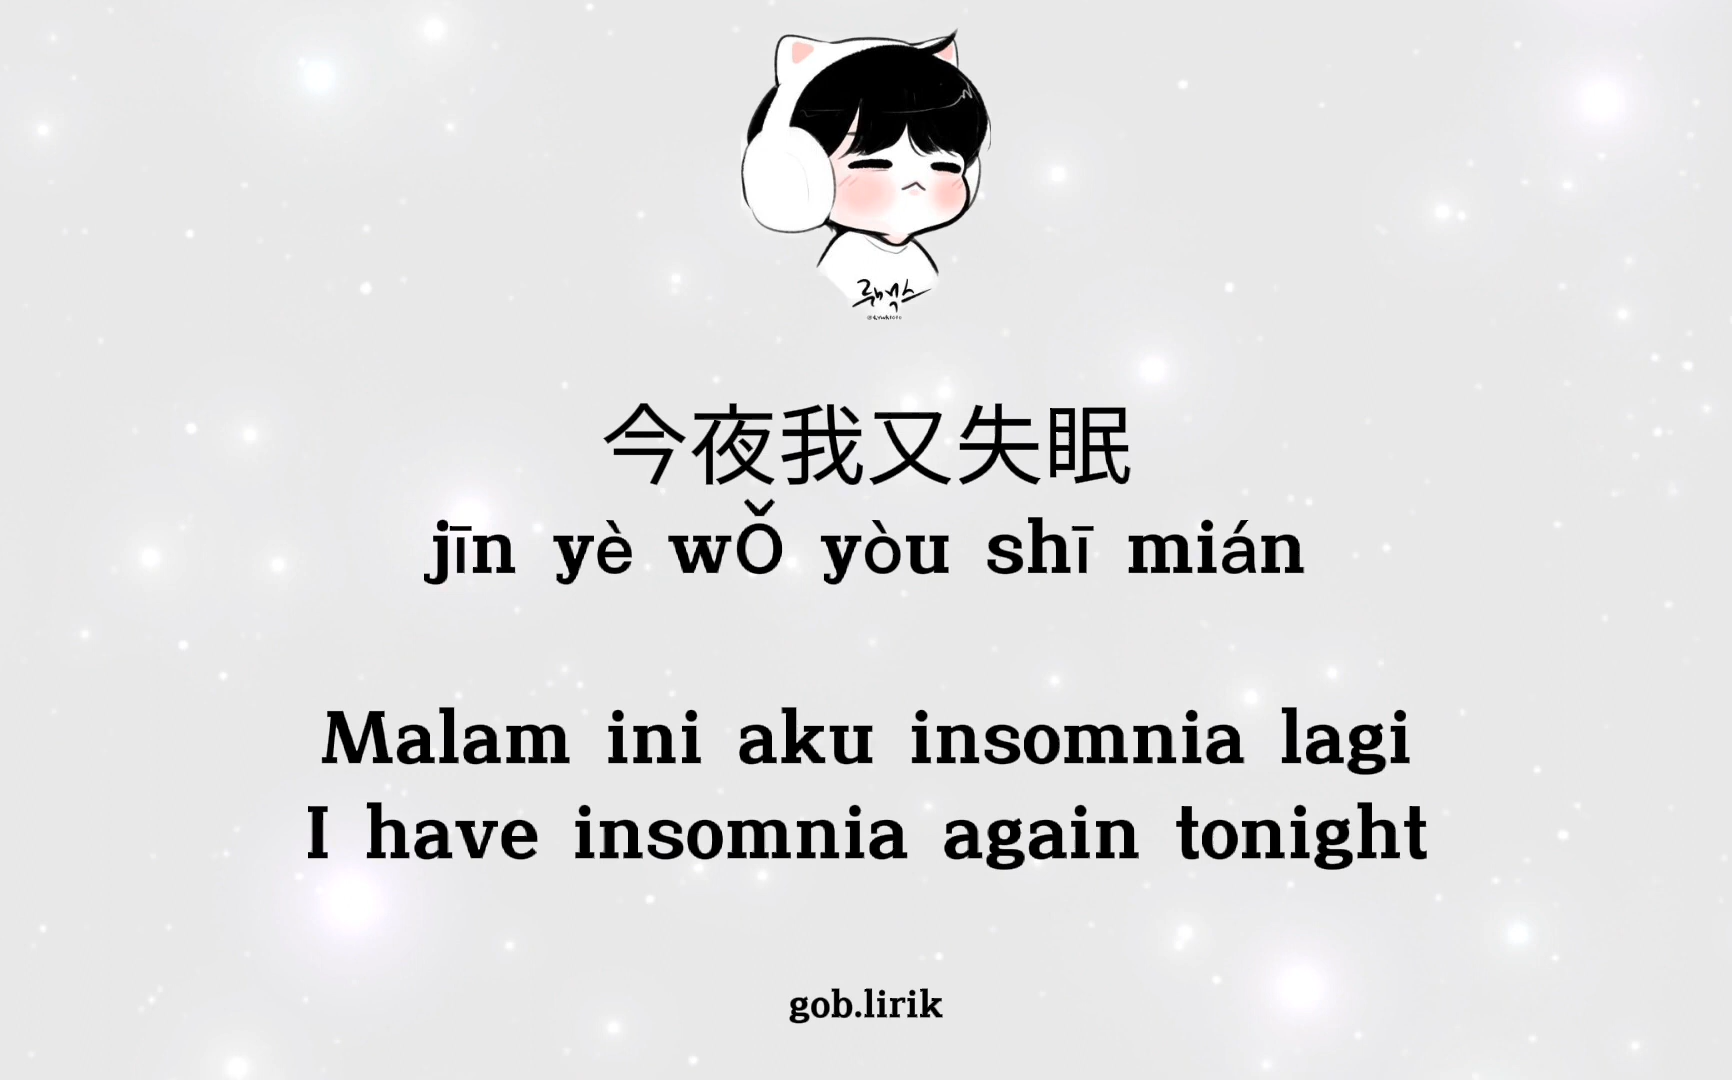 今夜我又失眠
jīn yè wǒ yòu shī mián
Malam ini aku insomnia lagi
I have insomnia again tonight
gob.lirik